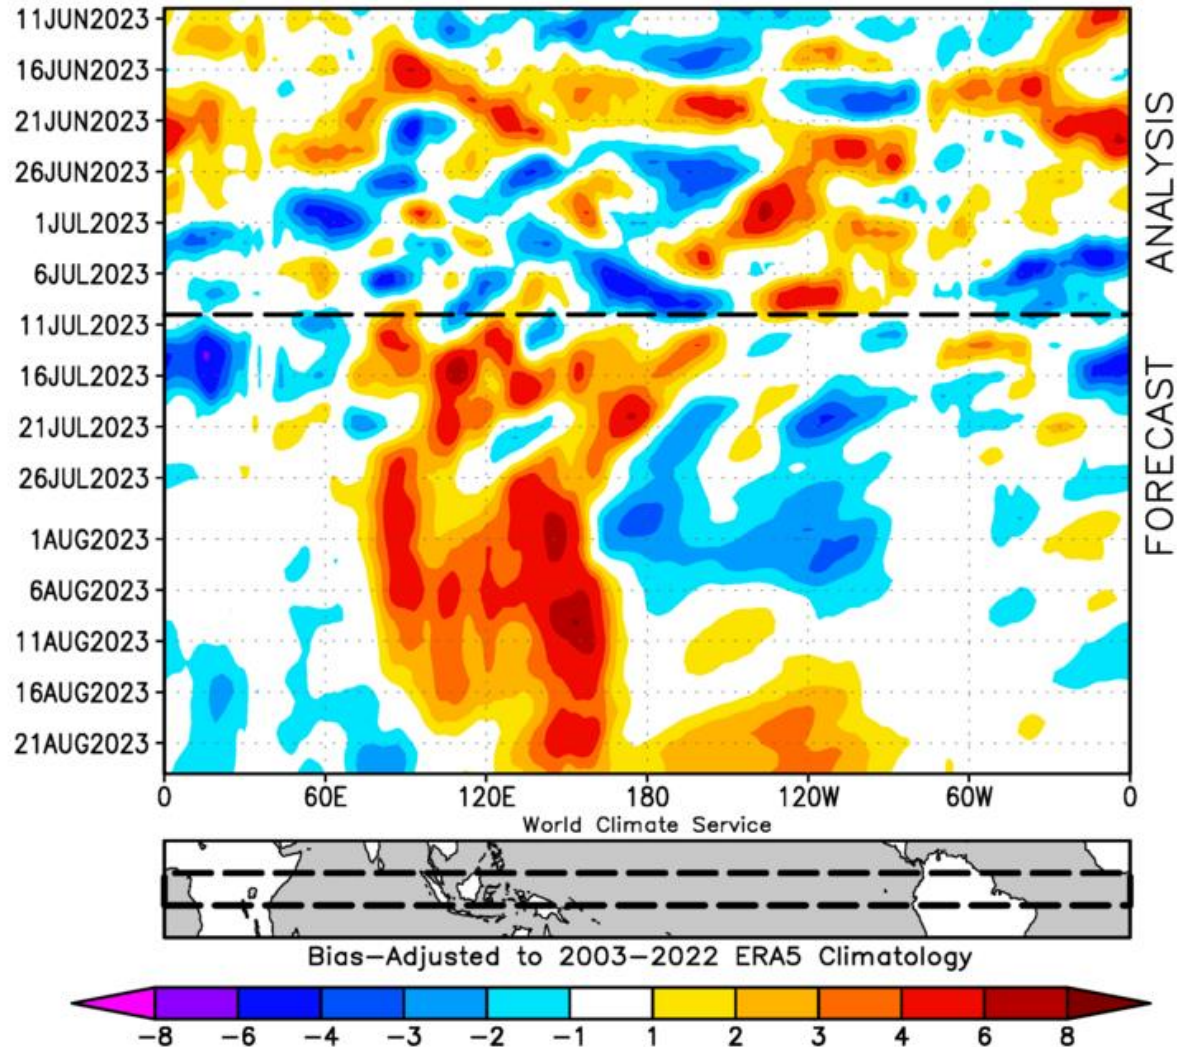 11JUN2023
16JUN2023
21JUN2023
26JUN2023
1JUL2023
6JUL2023
11JUL2023
16JUL2023
21JUL2023
26JUL2023
1AUG2023
6AUG2023
11AUG2023
16AUG2023
21AUG2023
ANALYSIS
FORECAST
0 60E 120E 180 120W 60W 0
World Climate Service
Bias-Adjusted to 2003-2022 ERA5 Climatology
-8 -6 -4 -3 -2 -1 1 2 3 4 6 8